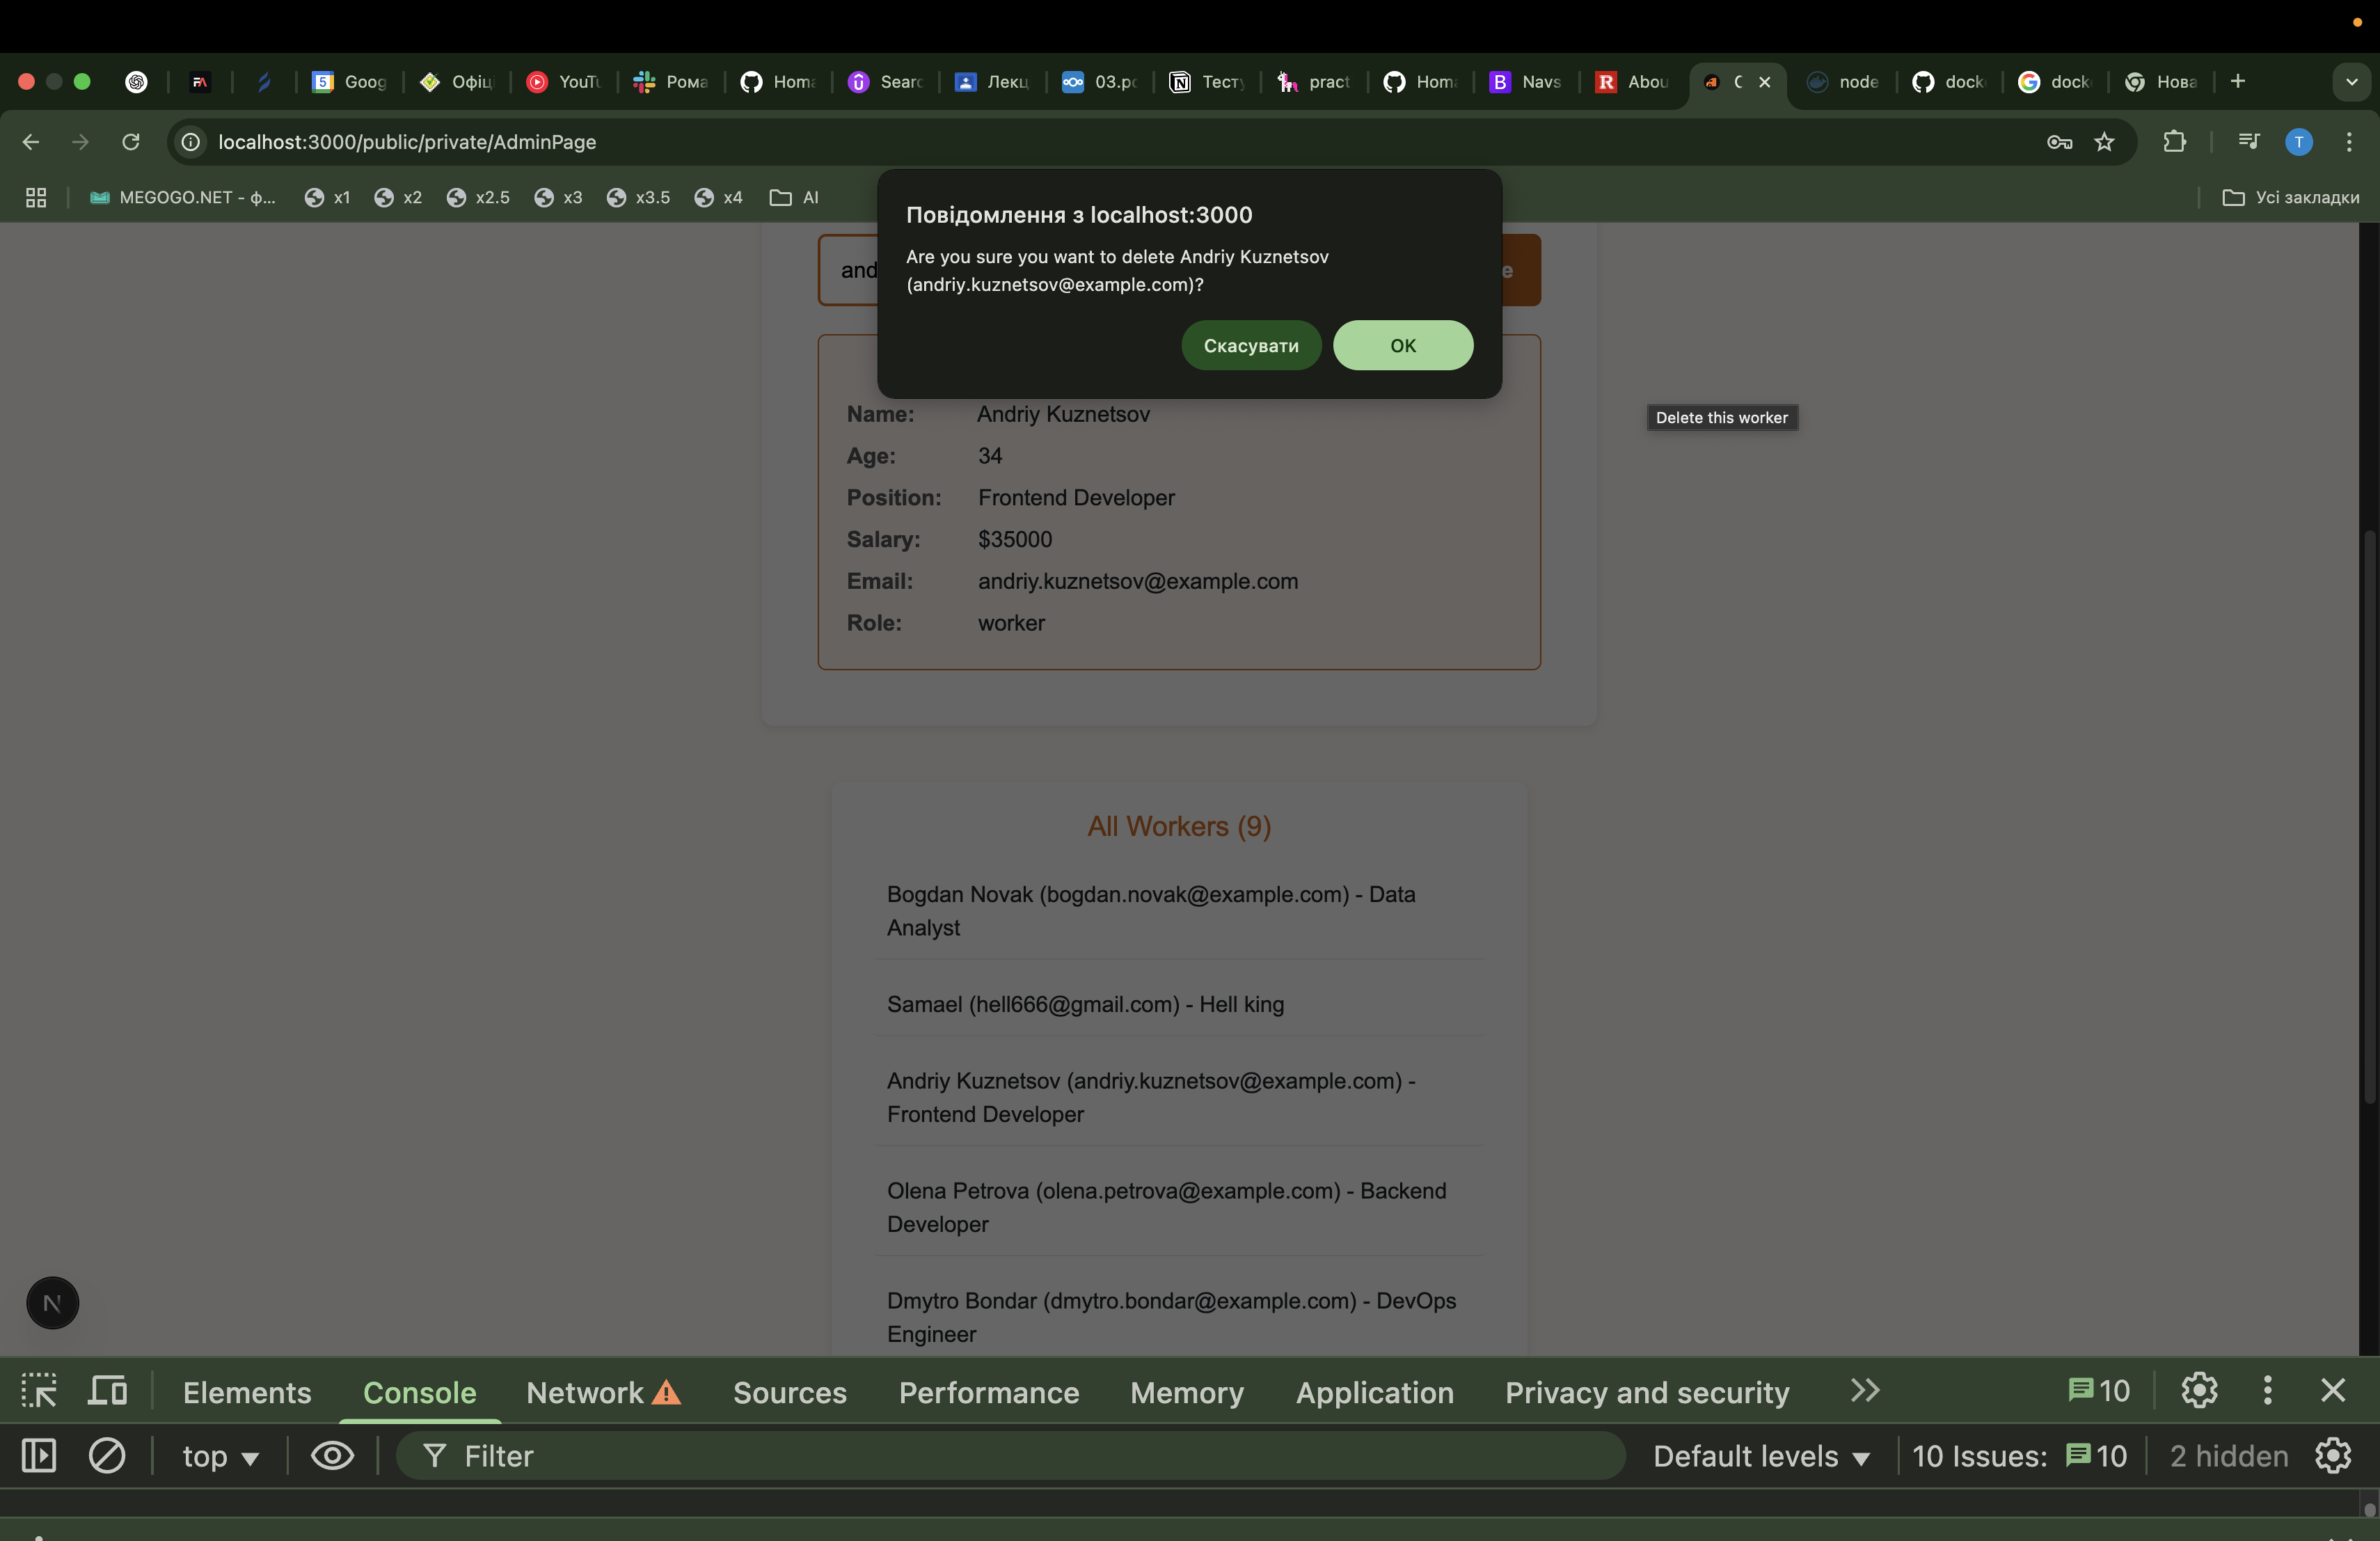 Goog
Офіц
YouTu
Рома
Home
Searc
Лекц
03.pc
Тесту
pract
Home
Navs
Abou
C
node
dock
dock
Нова
localhost:3000/public/private/AdminPage
T
MEGOGO.NET - ф...
x1
x2
x2.5
x3
x3.5
x4
AI
Усі закладки
Повідомлення з localhost:3000
Are you sure you want to delete Andriy Kuznetsov
(andriy.kuznetsov@example.com)?
Скасувати
OK
and
e
Name: Andriy Kuznetsov
Delete this worker
Age: 34
Position: Frontend Developer
Salary: $35000
Email: andriy.kuznetsov@example.com
Role: worker
All Workers (9)
Bogdan Novak (bogdan.novak@example.com) - Data
Analyst
Samael (hell666@gmail.com) - Hell king
Andriy Kuznetsov (andriy.kuznetsov@example.com) -
Frontend Developer
Olena Petrova (olena.petrova@example.com) - Backend
Developer
Dmytro Bondar (dmytro.bondar@example.com) - DevOps
Engineer
N
Elements
Console
Network
Sources
Performance
Memory
Application
Privacy and security
10
top
Filter
Default levels
10 Issues:
10
2 hidden